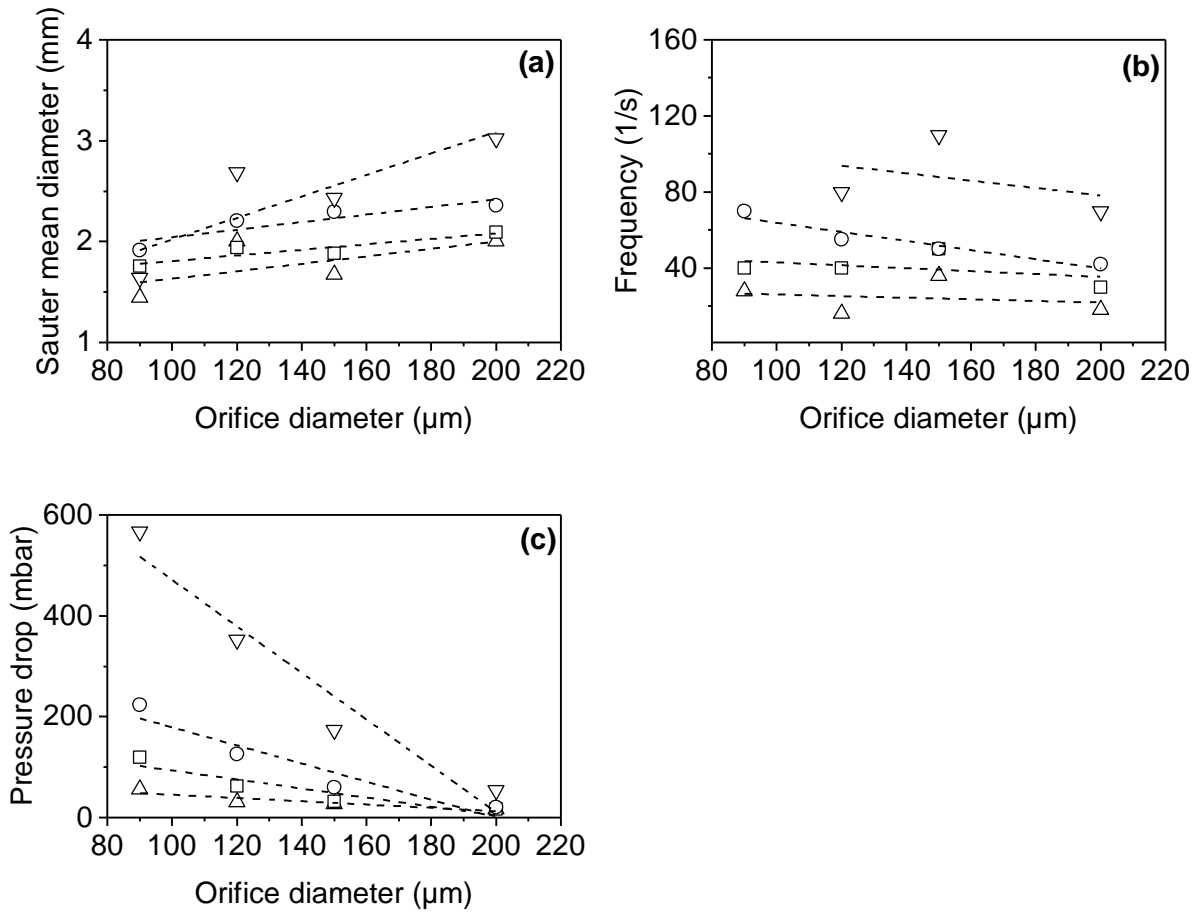 Sauter mean diameter (mm)
4
3
2
1
(a)
80 100 120 140 160 180 200 220
Orifice diameter (µm)
Frequency (1/s)
160
120
80
40
(b)
80 100 120 140 160 180 200 220
Orifice diameter (µm)
Pressure drop (mbar)
600
400
200
0
(c)
80 100 120 140 160 180 200 220
Orifice diameter (µm)